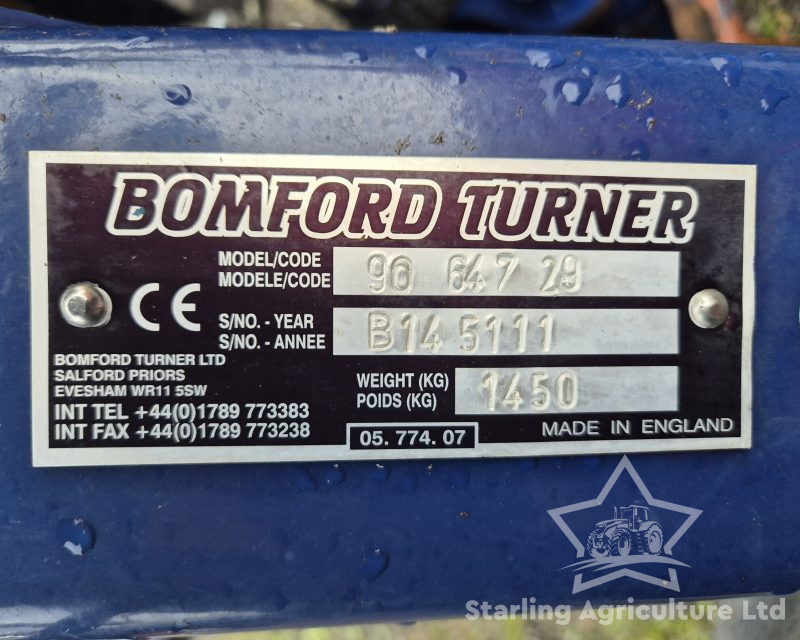 BOMFORD TURNER
MODEL/CODE
MODELE/CODE
90 647 29
CE
S/NO. - YEAR
S/NO. - ANNEE
B14 5111
BOMFORD TURNER LTD
SALFORD PRIORS
EVESHAM WR11 5SW
INT TEL +44(0)1789 773383
INT FAX +44(0)1789 773238
WEIGHT (KG)
POIDS (KG)
1450
05. 774. 07
MADE IN ENGLAND
Starling Agriculture Ltd